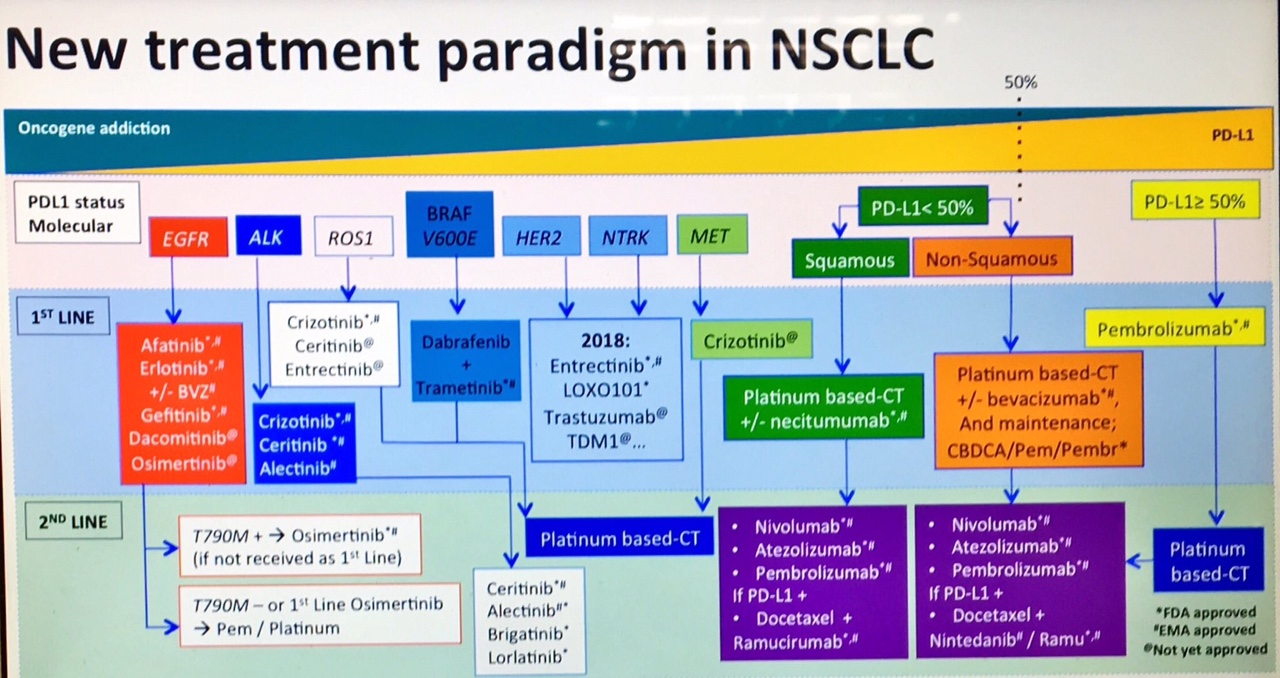 New treatment paradigm in NSCLC
50%
Oncogene addiction
PD-L1
PDL1 status
Molecular
EGFR
ALK
ROS1
BRAF
V600E
HER2
NTRK
MET
PD-L1< 50%
Squamous
Non-Squamous
PD-L1≥ 50%
1ST LINE
Afatinib*,#
Erlotinib*,#
+/- BVZ#
Gefitinib*,#
Dacomitinib@
Osimertinib@
Crizotinib*,#
Ceritinib *#
Alectinib#
Crizotinib*,#
Ceritinib@
Entrectinib@
Dabrafenib
+
Trametinib*#
2018:
Entrectinib*,#
LOXO101*
Trastuzumab@
TDM1@...
Crizotinib@
Platinum based-CT
+/- necitumumab*,#
Platinum based-CT
+/- bevacizumab*#,
And maintenance;
CBDCA/Pem/Pembr*
Pembrolizumab*,#
2ND LINE
T790M + → Osimertinib*#
(if not received as 1st Line)
T790M – or 1st Line Osimertinib
→ Pem / Platinum
Ceritinib*#
Alectinib#*
Brigatinib*
Lorlatinib*
Platinum based-CT
• Nivolumab*#
• Atezolizumab*#
• Pembrolizumab*#
If PD-L1 +
• Docetaxel +
Ramucirumab*,#
• Nivolumab*#
• Atezolizumab*#
• Pembrolizumab*#
If PD-L1 +
• Docetaxel +
Nintedanib# / Ramu*,#
Platinum
based-CT
*FDA approved
#EMA approved
@Not yet approved